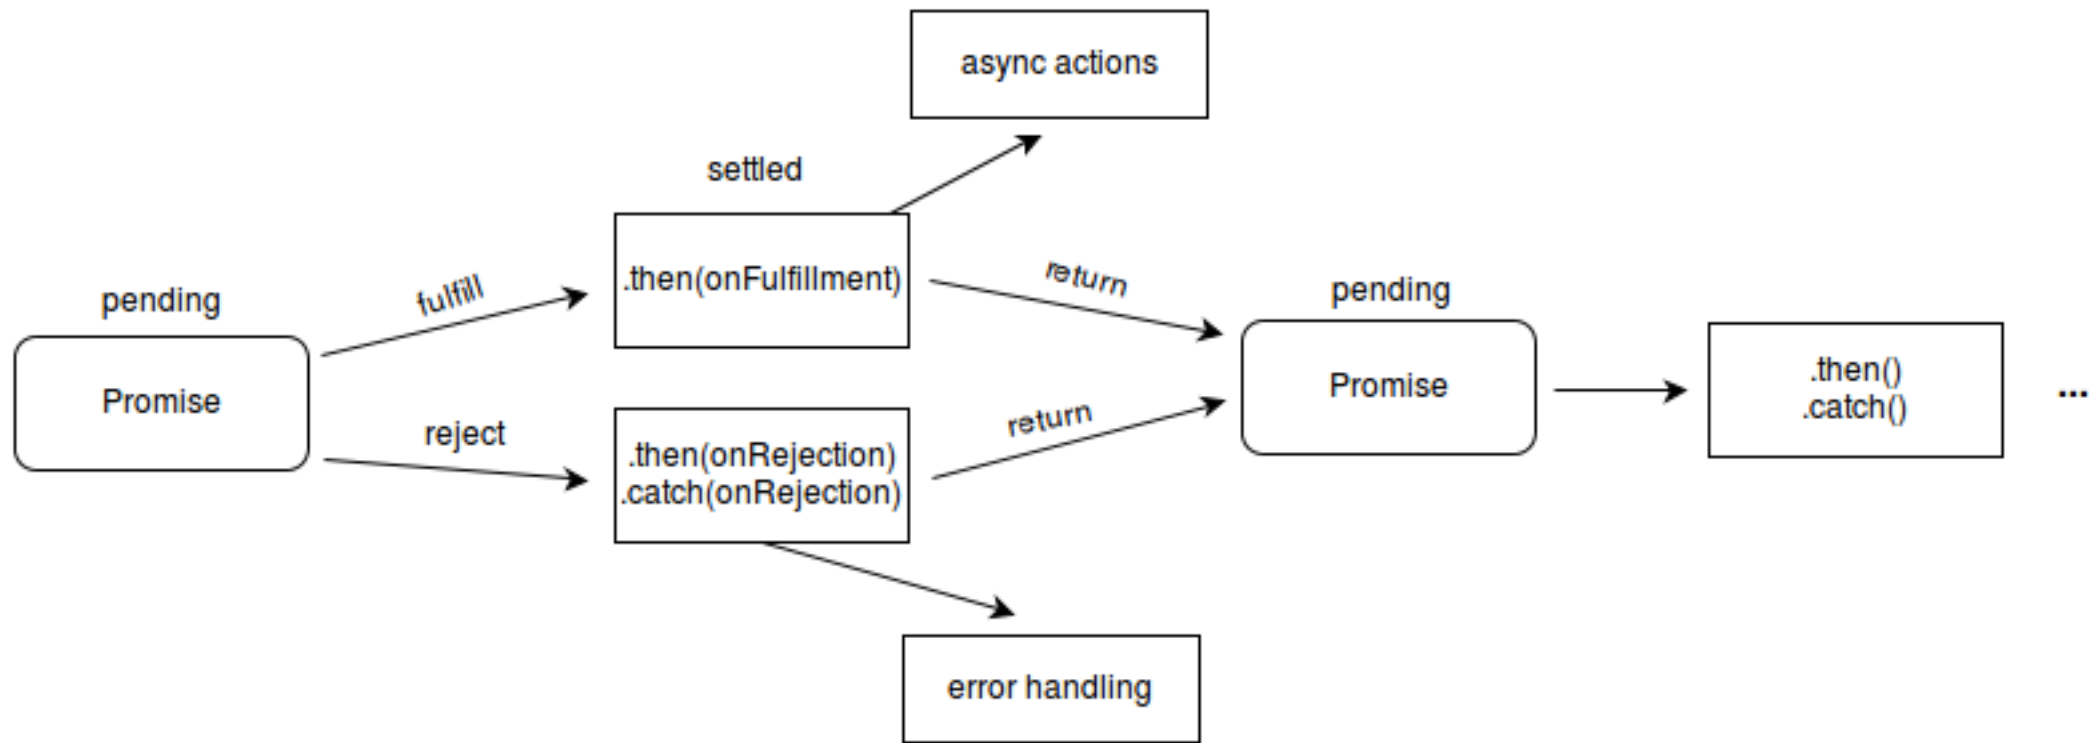 async actions
settled
.then(onFulfillment)
fulfill
return
pending
pending
Promise
Promise
.then()
.catch()
...
reject
return
.then(onRejection)
.catch(onRejection)
error handling